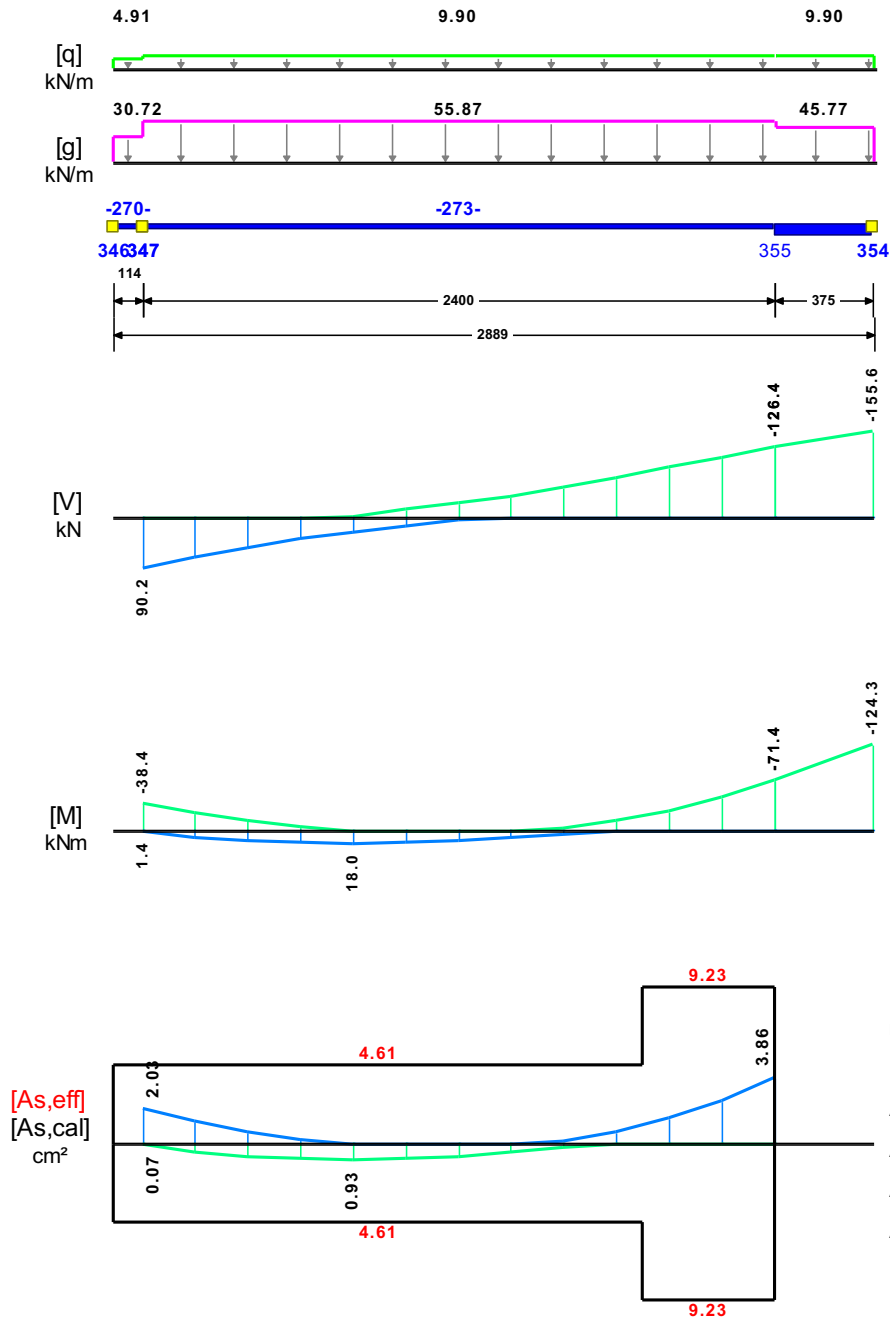 4.91 9.90 9.90
[q]
kN/m
30.72 55.87 45.77
[g]
kN/m
-270- -273-
346 347 355 354
114
2400 375
2889
-126.4 -155.6
[V]
kN
90.2
-38.4 -71.4 -124.3
[M]
kNm
1.4 18.0
9.23
4.61
2.03 3.86
[As,eff]
[As,cal]
cm²
0.07 0.93
4.61
9.23